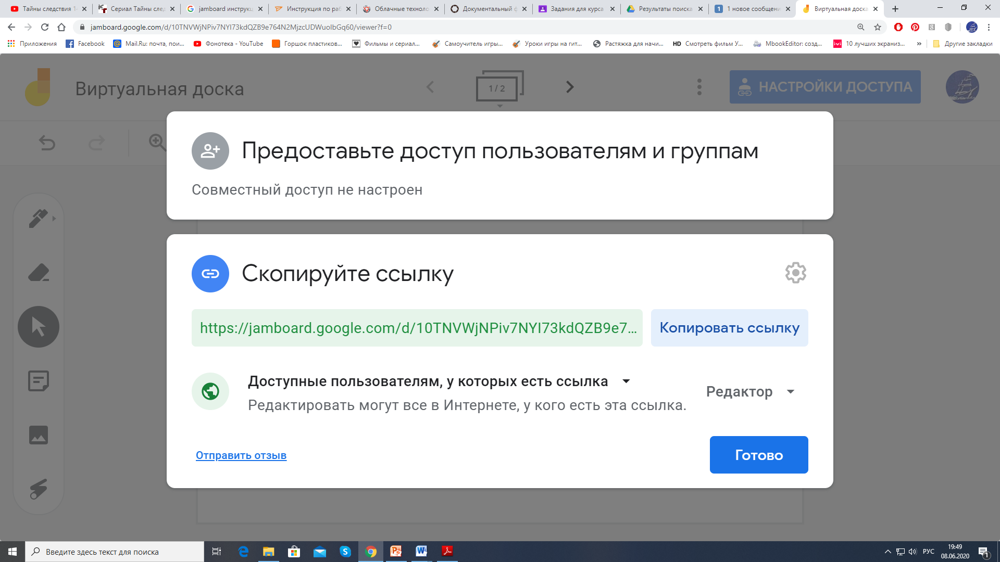 Тайны следствия 1
Сериал Тайны след
jamboard инструкц
Инструкция по раб
Облачные техноло
Документальный ф
Задания для курса
Результаты поиска
1 новое сообщени
Виртуальная доска
jamboard.google.com/d/10TNVWjNPiv7NYI73kdQZB9e764N2MjzcUDWuoIbGq60/viewer?f=0
Приложения
Facebook
Mail.Ru: почта, пои...
Фонотека - YouTube
Горшок пластиков...
Фильмы и сериал...
Самоучитель игры...
Уроки игры на гит...
Растяжка для начи...
HD Смотреть фильм У...
MbookEditor: созд...
ivi 10 лучших экраниз...
»
Другие закладки
Виртуальная доска
1 / 2
НАСТРОЙКИ ДОСТУПА
Предоставьте доступ пользователям и группам
Совместный доступ не настроен
Скопируйте ссылку
https://jamboard.google.com/d/10TNVWjNPiv7NYI73kdQZB9e7...
Копировать ссылку
Доступные пользователям, у которых есть ссылка
Редактировать могут все в Интернете, у кого есть эта ссылка.
Редактор
Отправить отзыв
Готово
Введите здесь текст для поиска
РУС
19:49
08.06.2020
1